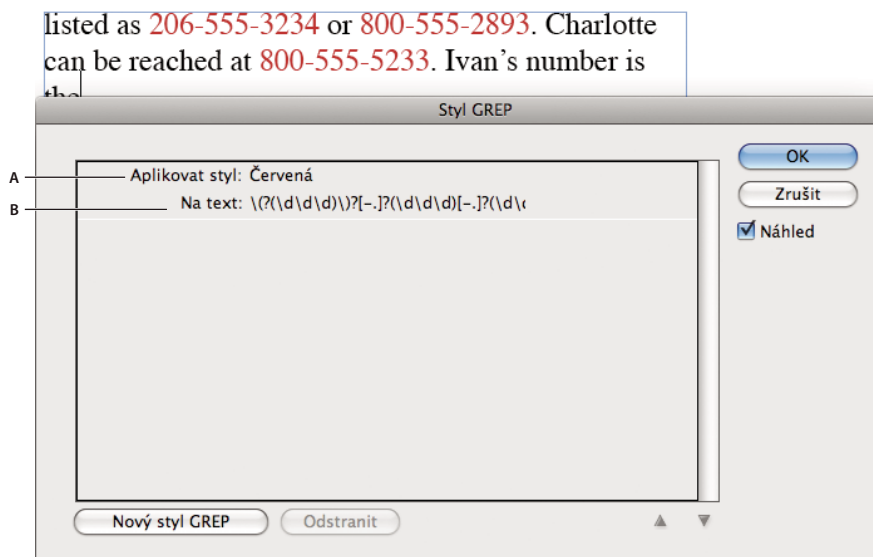 listed as 206-555-3234 or 800-555-2893. Charlotte
can be reached at 800-555-5233. Ivan’s number is
the
Styl GREP
A
Aplikovat styl: Červená
B
Na text: \(?(\d\d\d)\)?[-.]?(\d\d\d)[-.]?(\d\
OK
Zrušit
Náhled
Nový styl GREP
Odstranit